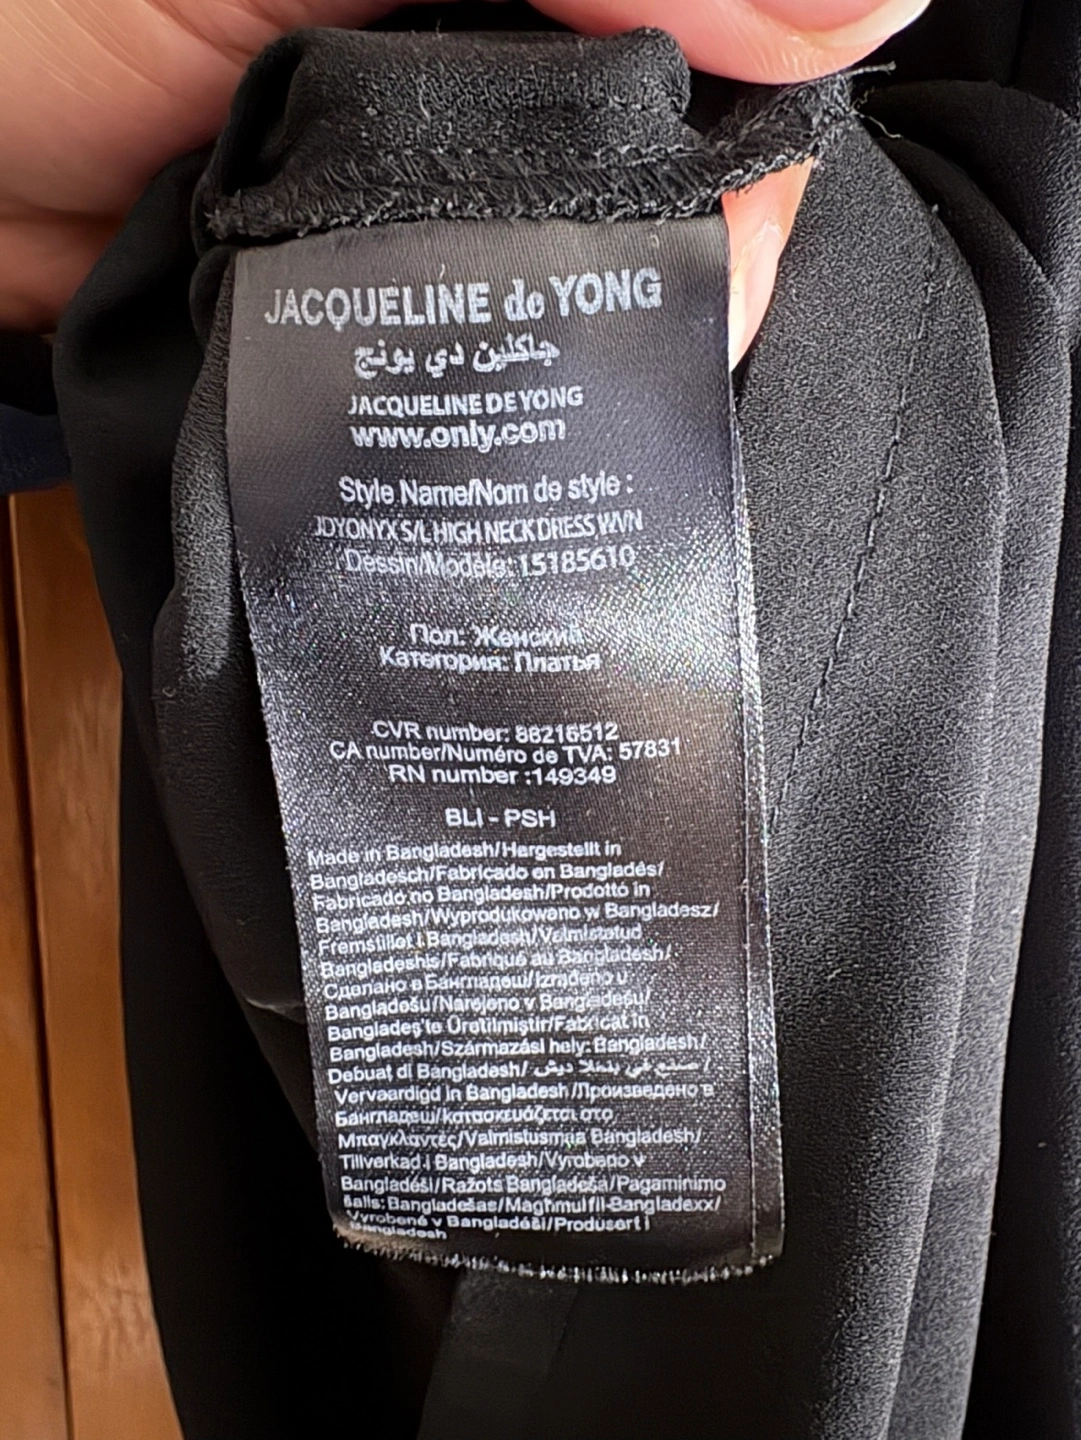 JACQUELINE de YONG
جاكلين دي يونج
JACQUELINE DE YONG
www.only.com
Style Name/Nom de style :
JDYONYX S/L HIGH NECK DRESS WVN
Dessin/Modèle: 15185610
Пол: Женский
Категория: Платья
CVR number: 88216512
CA number/Numéro de TVA: 57831
RN number :149349
BLI - PSH
Made in Bangladesh/Hergestellt in
Bangladesch/Fabricado en Bangladés/
Fabricado no Bangladesh/Prodotto in
Bangladesh/Wyprodukowano w Bangladesz/
Fremstillet i Bangladesh/Valmistatud
Bangladeshis/Fabriqué au Bangladesh/
Сделано в Бангладеш/Izrađeno u
Bangladešu/Narejeno v Bangladešu/
Bangladeş'te Üretilmiştir/Fabricat în
Bangladesh/Származási hely: Bangladesh/
Debuat di Bangladesh/ صنع في بنغلاديش /
Vervaardigd in Bangladesh/Произведено в
Бангладеш/κατασκευάζεται στο
Μπαγκλαντές/Valmistusmaa Bangladesh/
Tillverkad i Bangladesh/Vyrobeno v
Bangladéši/Ražots Bangladeša/Pagaminimo
šalis: Bangladešas/Magħmul fil-Bangladexx/
Vyrobené v Bangladéši/Produsert i
Bangladesh